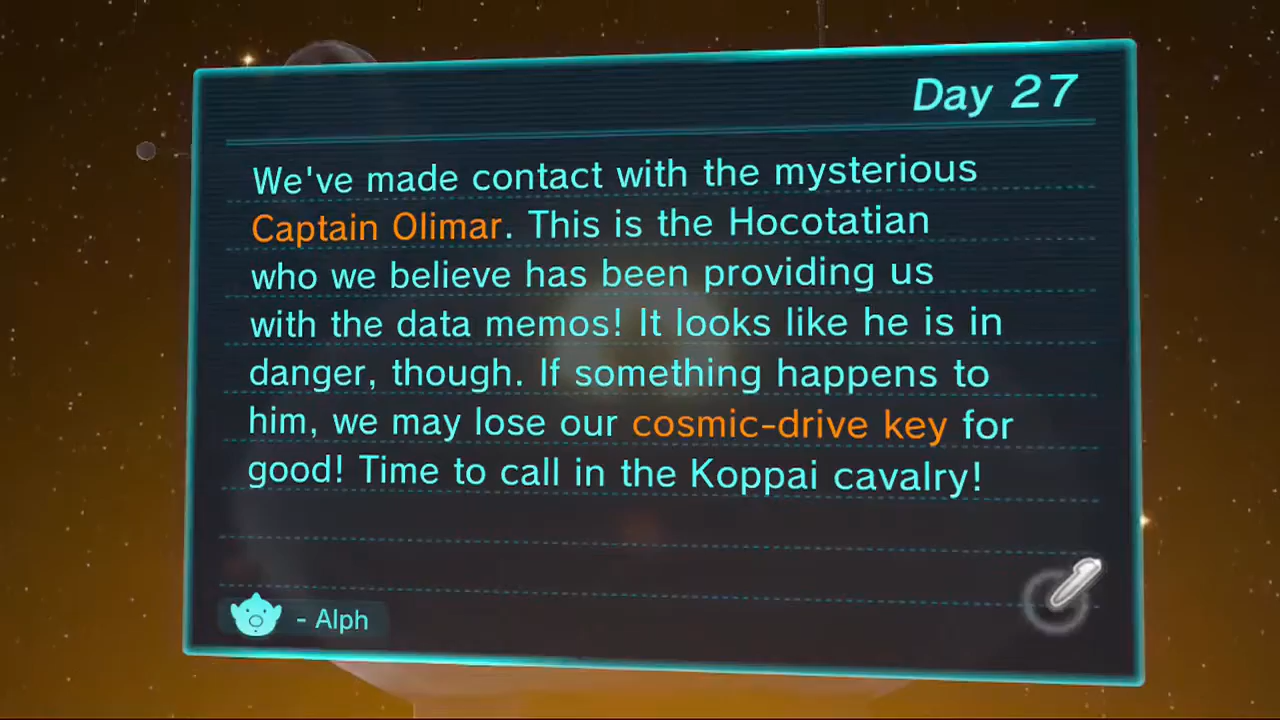 Day 27
We've made contact with the mysterious
Captain Olimar. This is the Hocotatian
who we believe has been providing us
with the data memos! It looks like he is in
danger, though. If something happens to
him, we may lose our cosmic-drive key for
good! Time to call in the Koppai cavalry!
- Alph